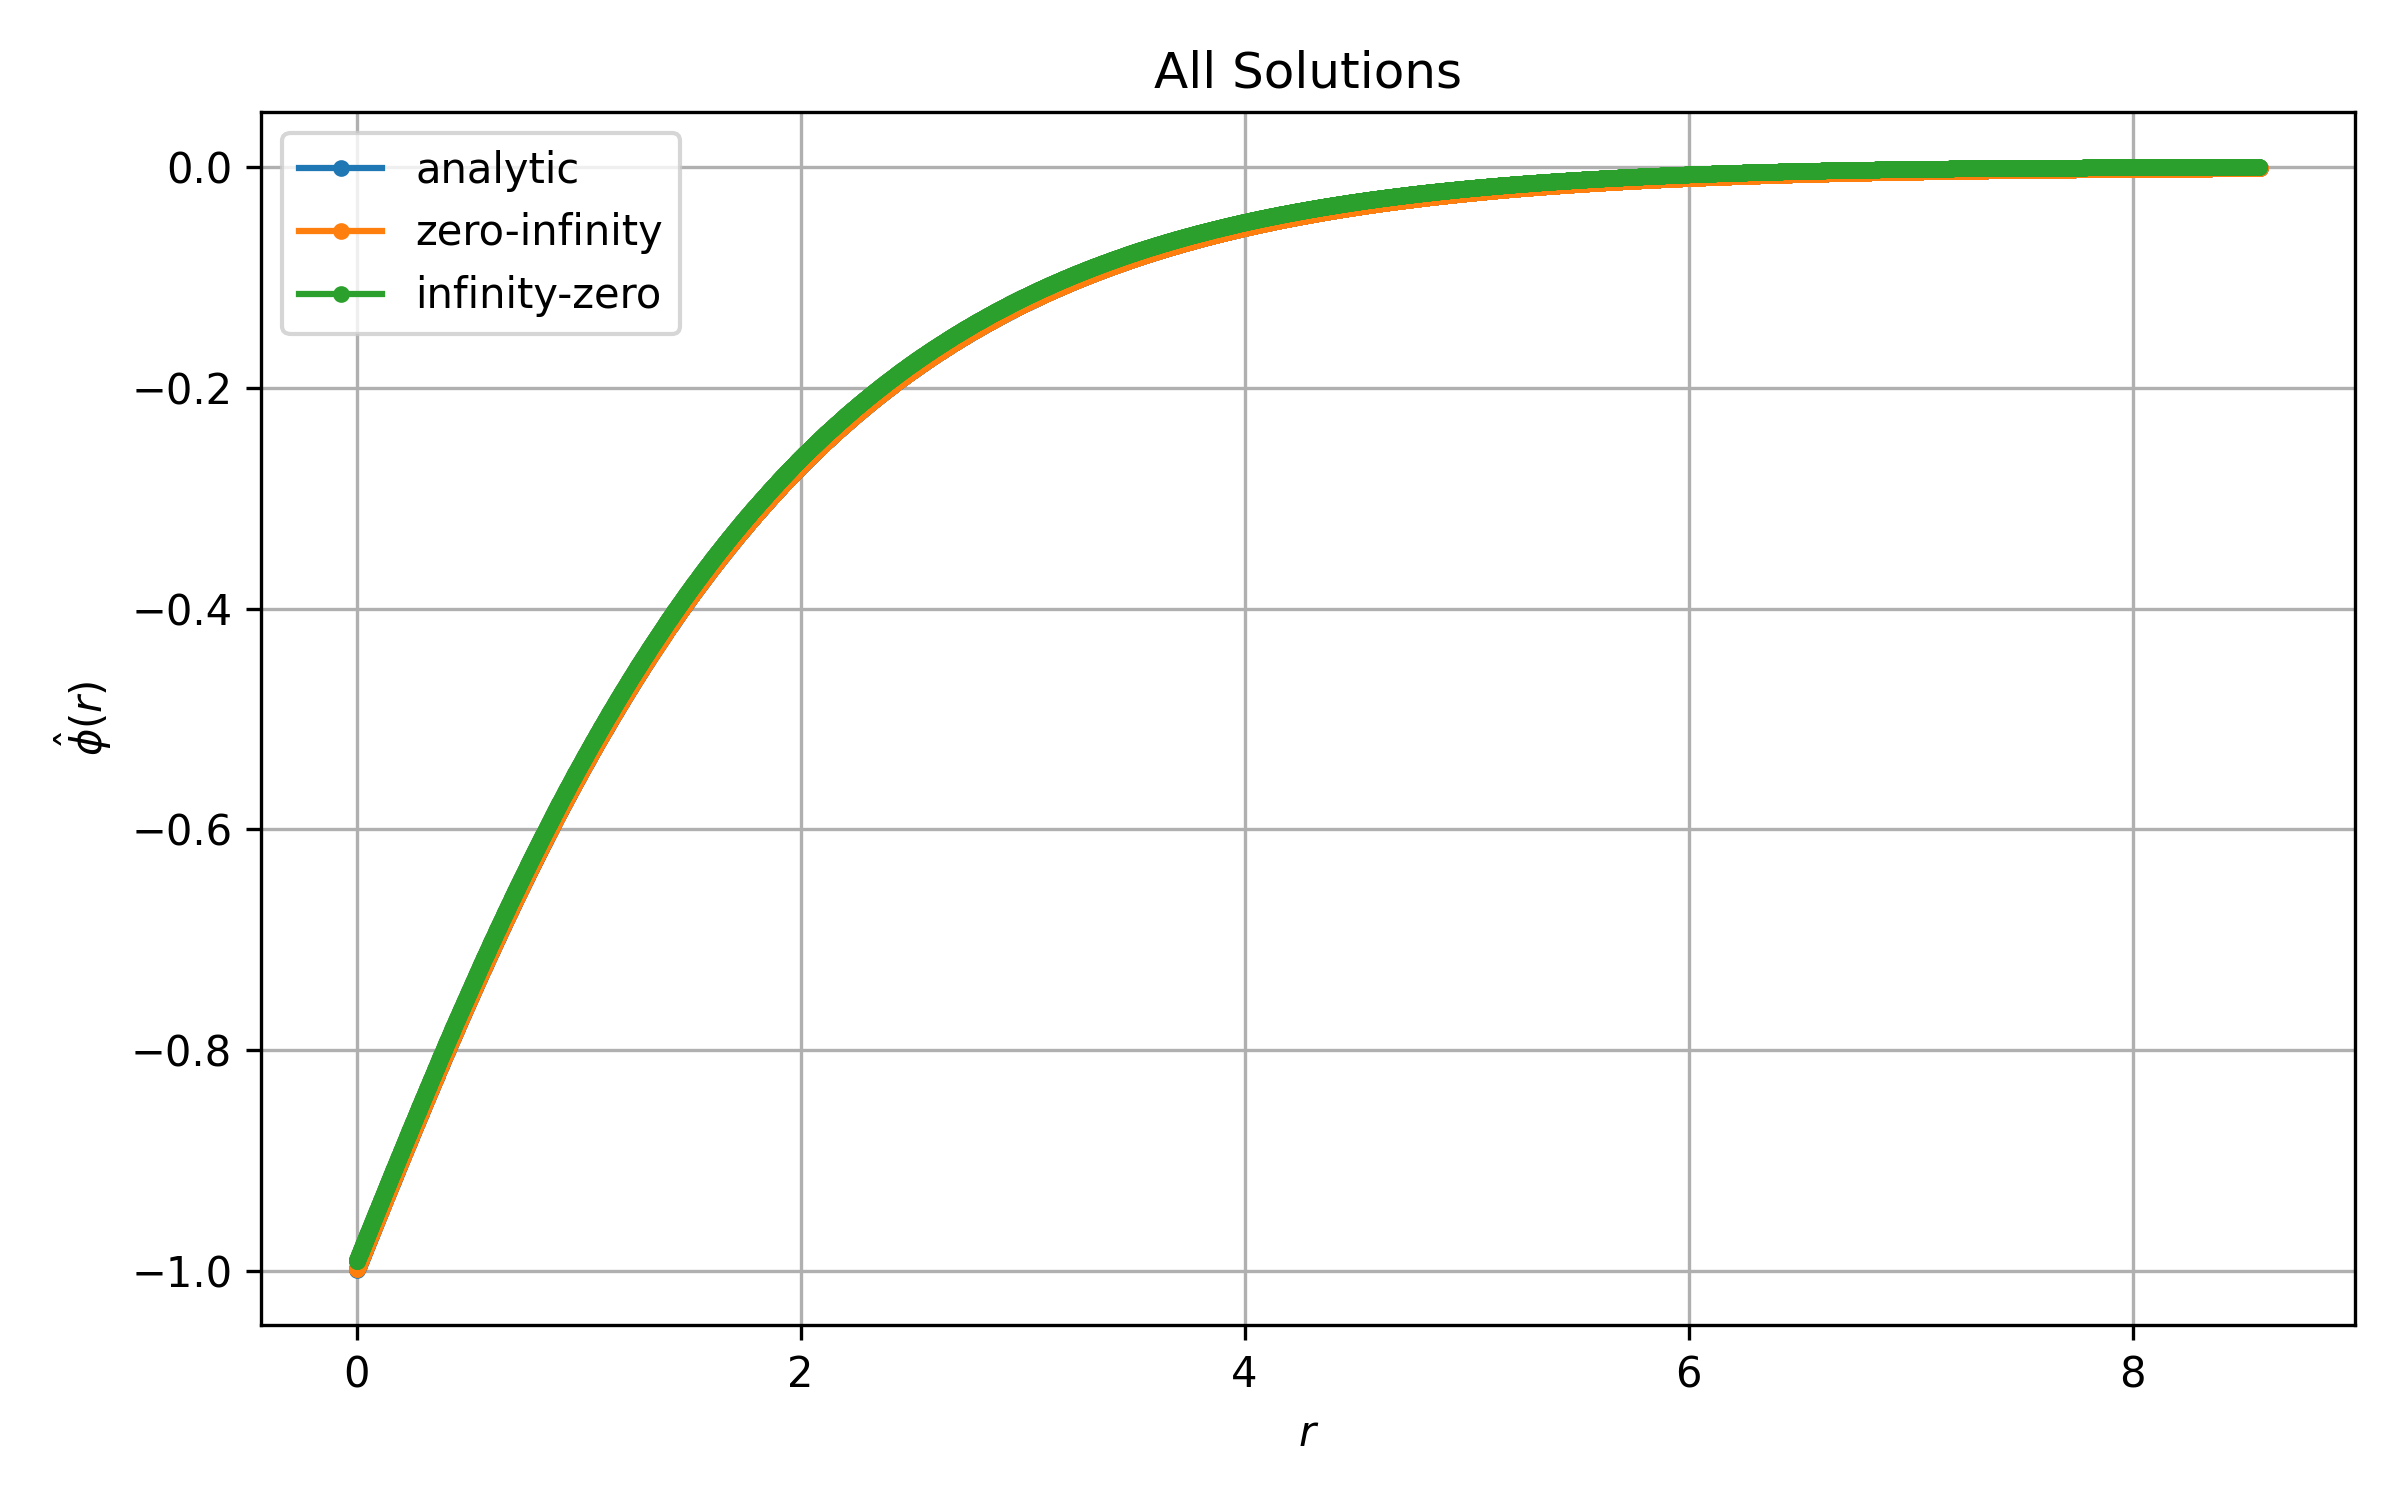 All Solutions
analytic
zero-infinity
infinity-zero
0.0
−0.2
−0.4
−0.6
−0.8
−1.0
ϕ̂(r)
0 2 4 6 8
r